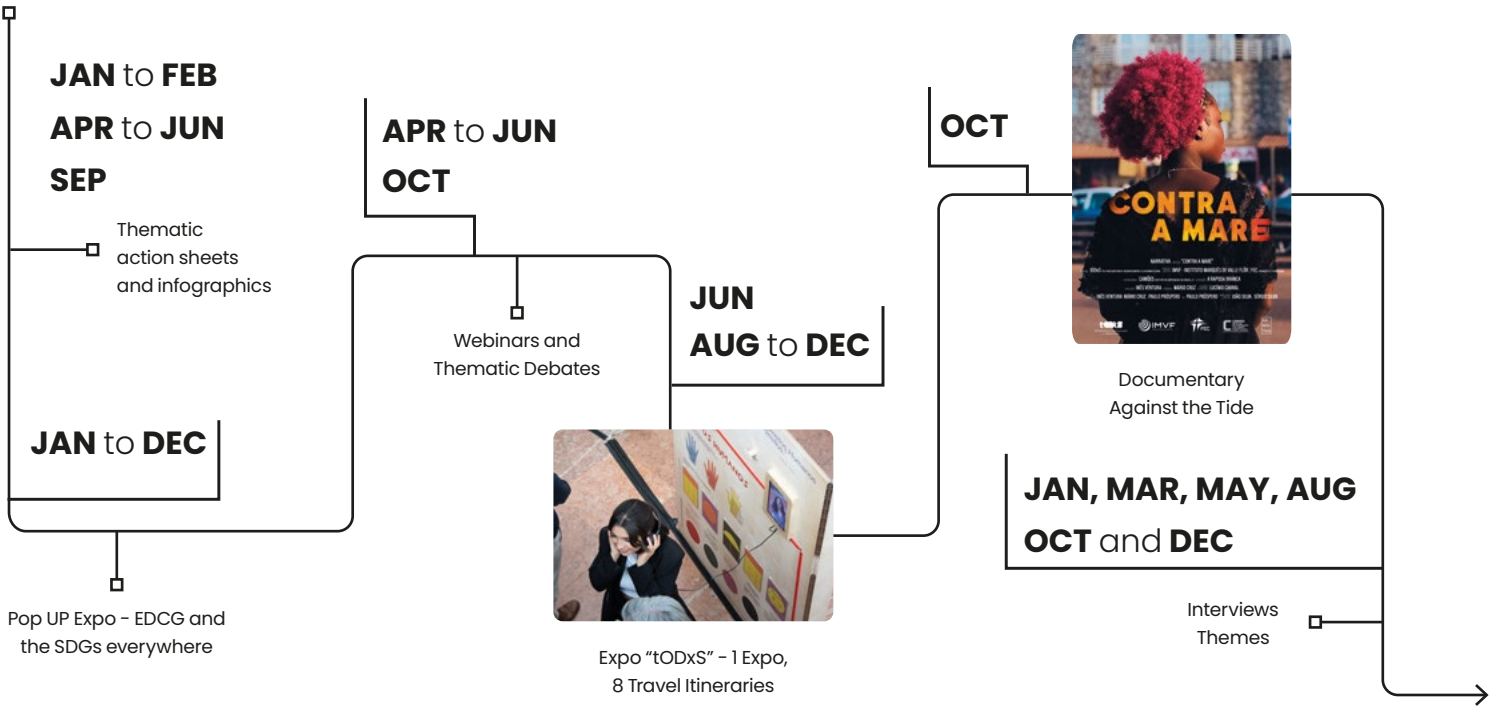 JAN to FEB
APR to JUN
SEP
Thematic
action sheets
and infographics
JAN to DEC
Pop UP Expo - EDCG and
the SDGs everywhere
APR to JUN
OCT
Webinars and
Thematic Debates
JUN
AUG to DEC
Expo “tODxS” - 1 Expo,
8 Travel Itineraries
OCT
CONTRA
A MARÉ
IMVF
Documentary
Against the Tide
JAN, MAR, MAY, AUG
OCT and DEC
Interviews
Themes